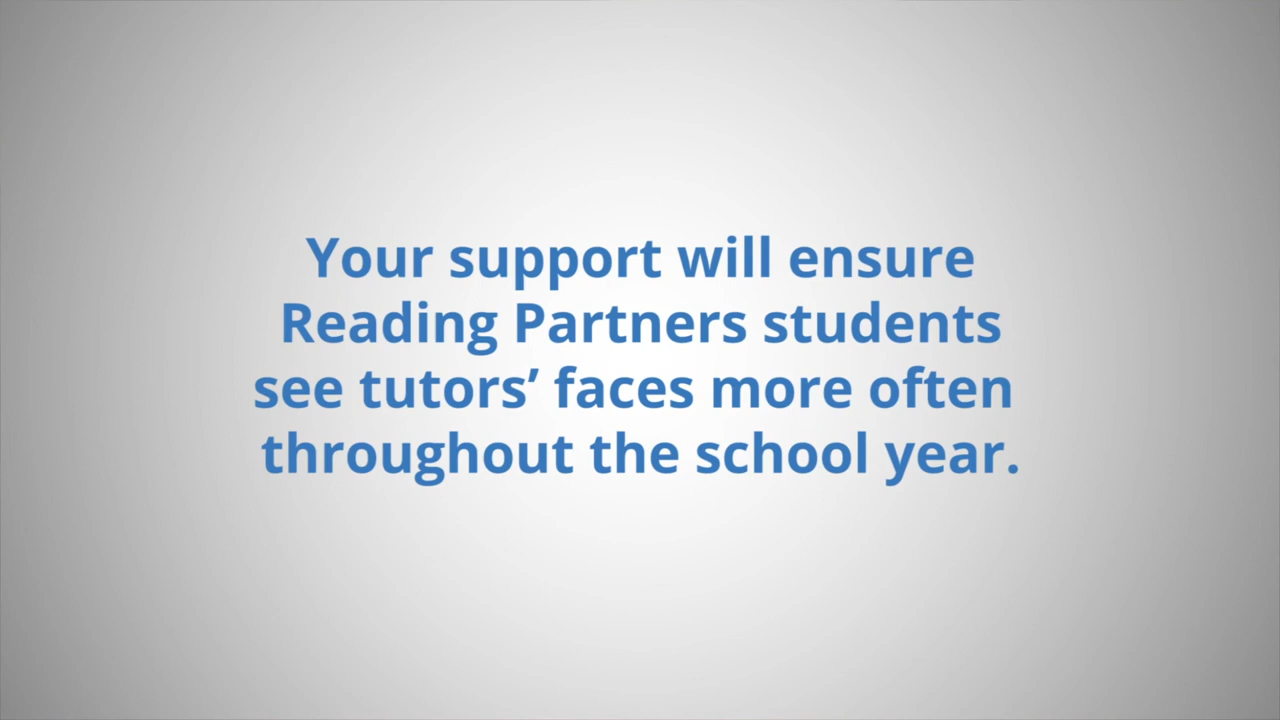 Your support will ensure
Reading Partners students
see tutors’ faces more often
throughout the school year.